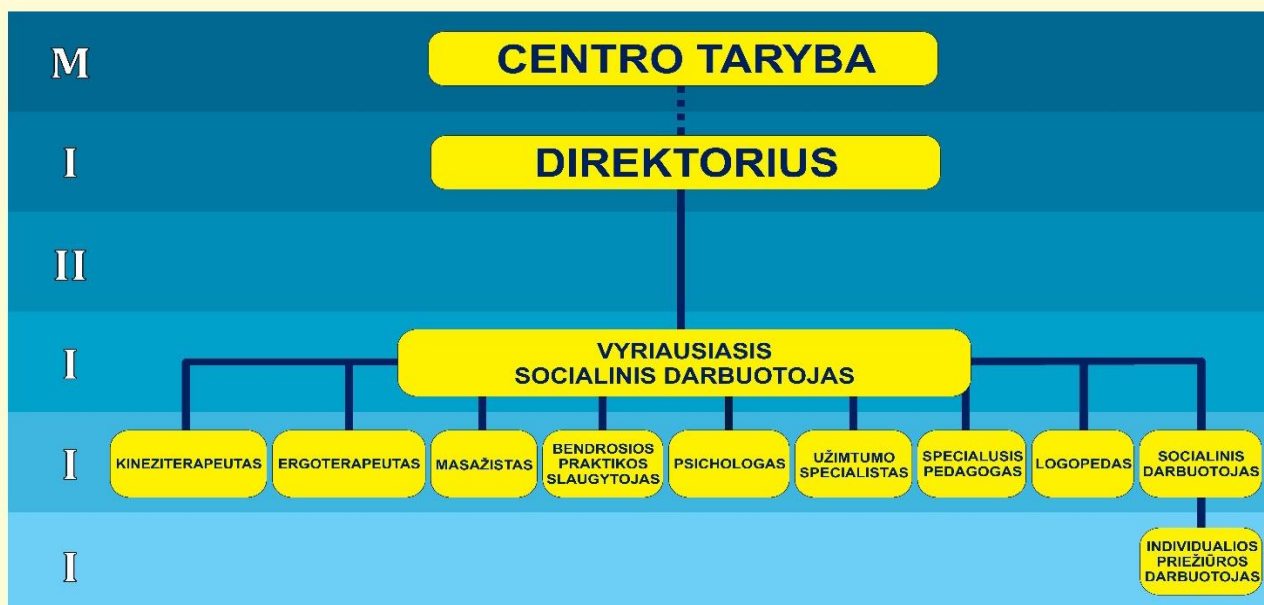 M
CENTRO TARYBA
I
DIREKTORIUS
II
I
VYRIAUSIASIS
SOCIALINIS DARBUOTOJAS
I
KINEZITERAPEUTAS
ERGOTERAPEUTAS
MASAŽISTAS
BENDROSIOS
PRAKTIKOS
SLAUGYTOJAS
PSICHOLOGAS
UŽIMTUMO
SPECIALISTAS
SPECIALUSIS
PEDAGOGAS
LOGOPEDAS
SOCIALINIS
DARBUOTOJAS
I
INDIVIDUALIOS
PRIEŽIŪROS
DARBUOTOJAS